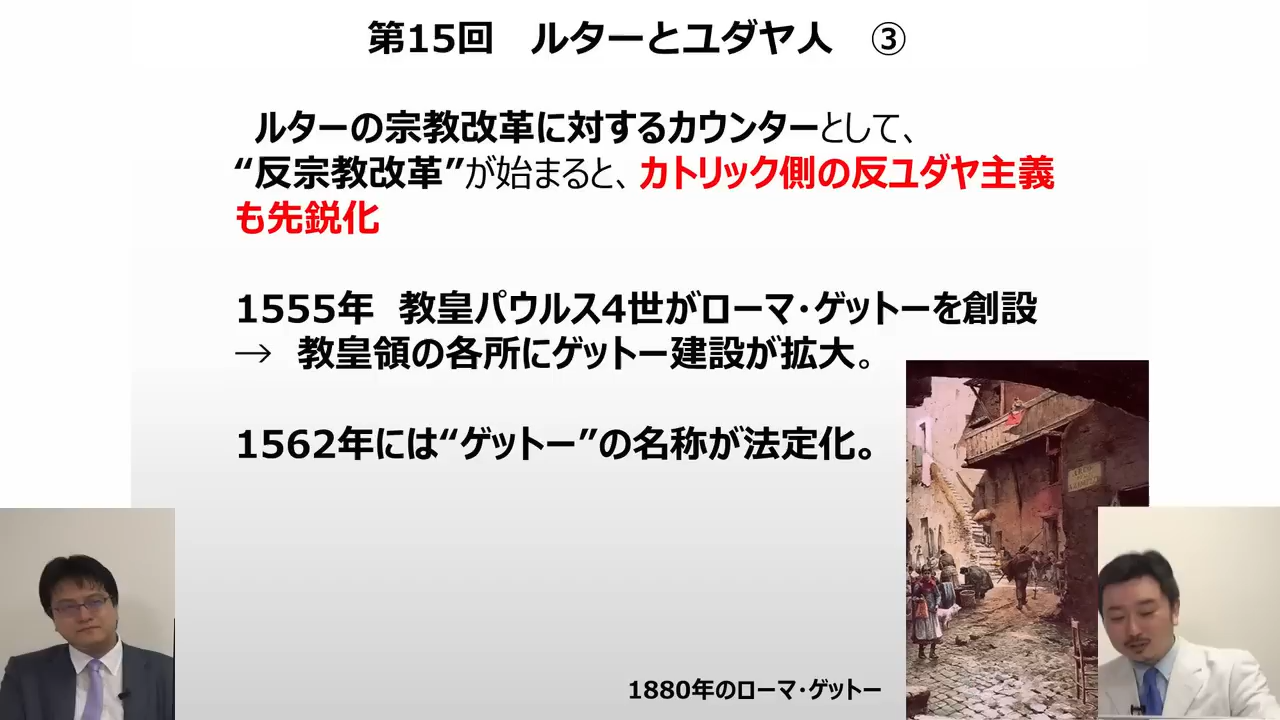 第15回　ルターとユダヤ人　③
ルターの宗教改革に対するカウンターとして、
“反宗教改革”が始まると、カトリック側の反ユダヤ主義
も先鋭化
1555年　教皇パウルス4世がローマ・ゲットーを創設
→　教皇領の各所にゲットー建設が拡大。
1562年には“ゲットー”の名称が法定化。
1880年のローマ・ゲットー